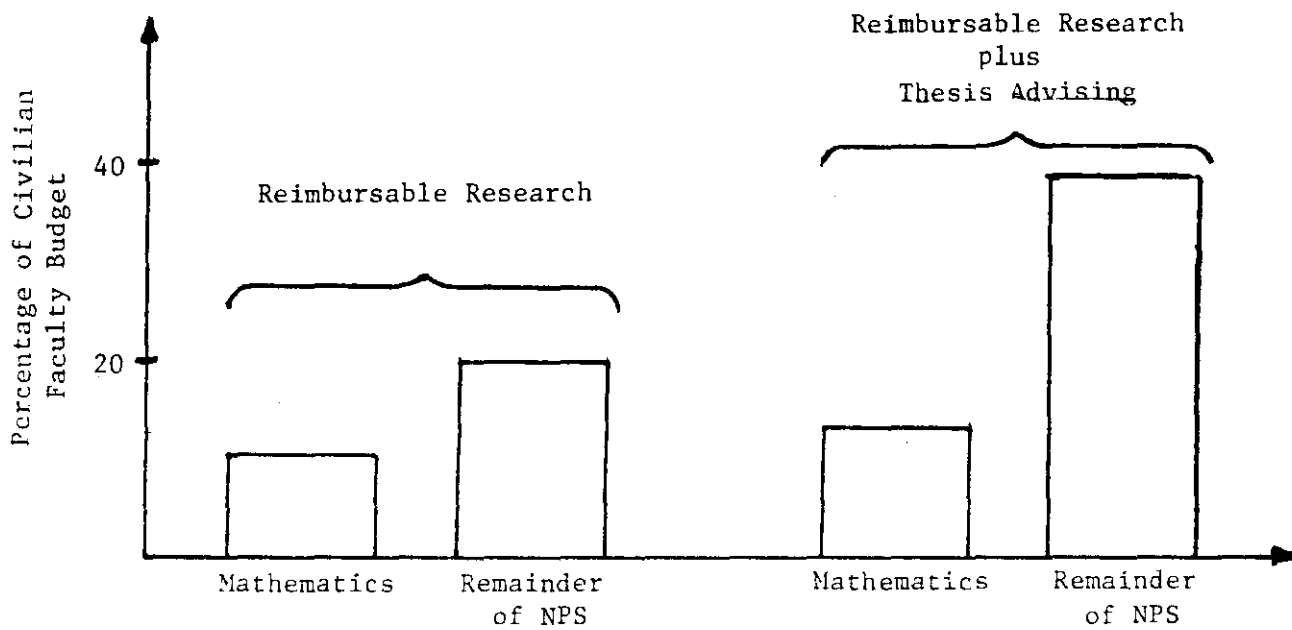 Reimbursable Research
plus
Thesis Advising
Percentage of Civilian
Faculty Budget
40
Reimbursable Research
20
Mathematics
Remainder
of NPS
Mathematics
Remainder
of NPS